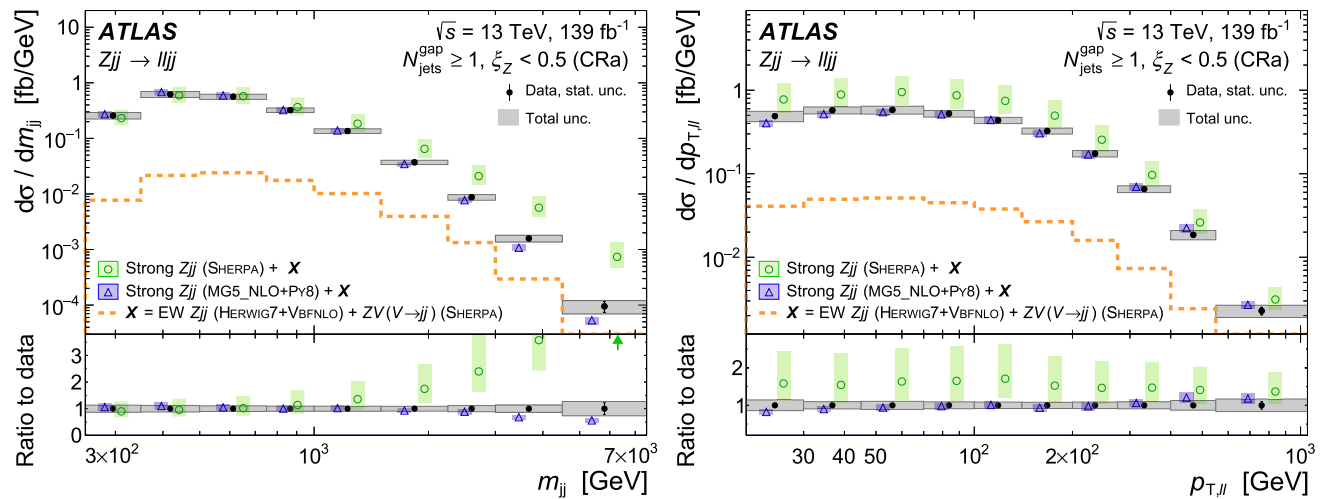 ATLAS
√s = 13 TeV, 139 fb⁻¹
Zjj → lljj
N^gap_jets ≥ 1, ξ_Z < 0.5 (CRa)
Data, stat. unc.
Total unc.
dσ / dm_jj [fb/GeV]
10
1
10⁻¹
10⁻²
10⁻³
10⁻⁴
Strong Zjj (SHERPA) + X
Strong Zjj (MG5_NLO+PY8) + X
X = EW Zjj (HERWIG7+VBFNLO) + ZV(V→jj) (SHERPA)
Ratio to data
3
2
1
0
3×10²
10³
7×10³
m_jj [GeV]
ATLAS
√s = 13 TeV, 139 fb⁻¹
Zjj → lljj
N^gap_jets ≥ 1, ξ_Z < 0.5 (CRa)
Data, stat. unc.
Total unc.
dσ / dp_T,ll [fb/GeV]
1
10⁻¹
10⁻²
Strong Zjj (SHERPA) + X
Strong Zjj (MG5_NLO+PY8) + X
X = EW Zjj (HERWIG7+VBFNLO) + ZV(V→jj) (SHERPA)
Ratio to data
2
1
30
40
50
10²
2×10²
10³
p_T,ll [GeV]